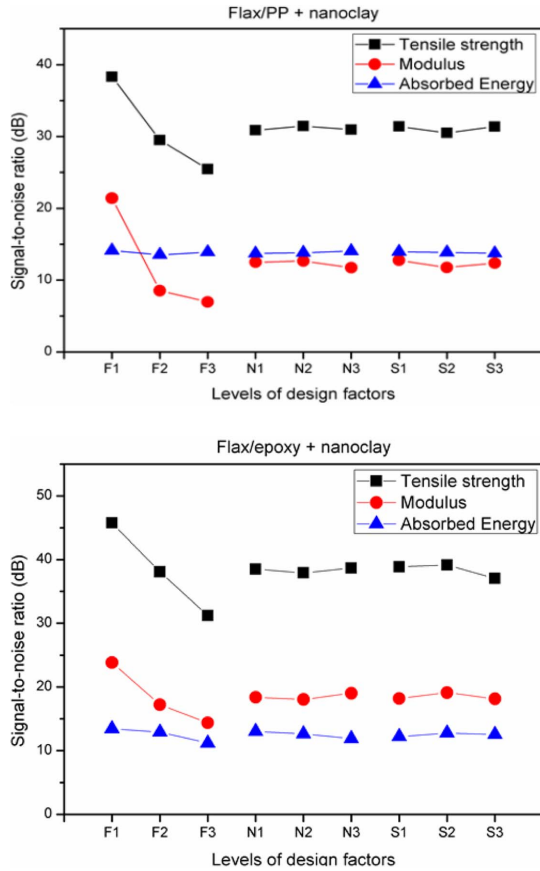 Flax/PP + nanoclay
Tensile strength
Modulus
Absorbed Energy
Signal-to-noise ratio (dB)
40
30
20
10
0
F1 F2 F3 N1 N2 N3 S1 S2 S3
Levels of design factors
Flax/epoxy + nanoclay
Tensile strength
Modulus
Absorbed Energy
Signal-to-noise ratio (dB)
50
40
30
20
10
0
F1 F2 F3 N1 N2 N3 S1 S2 S3
Levels of design factors